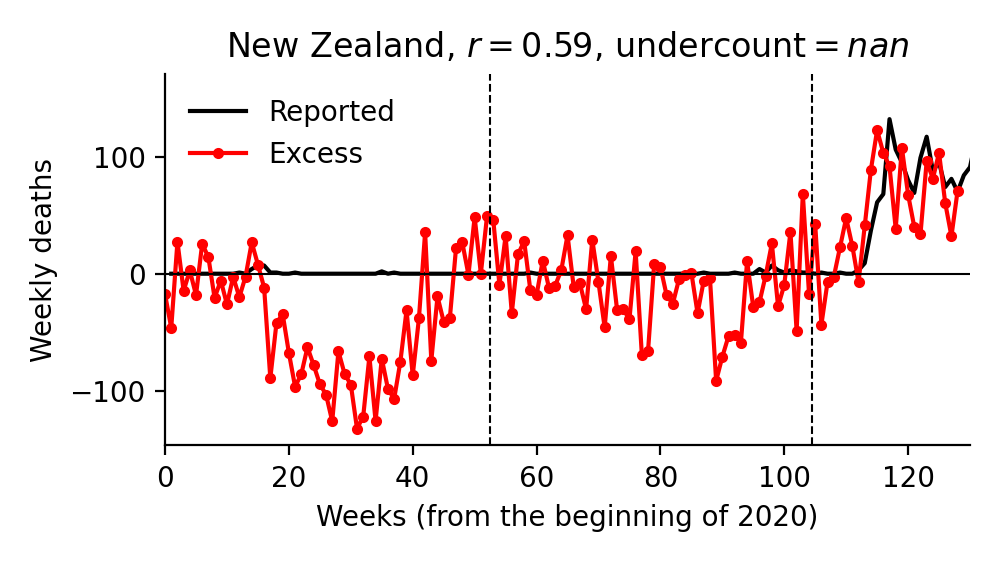 New Zealand, r = 0.59, undercount = nan
Reported
Excess
Weekly deaths
100
0
−100
0 20 40 60 80 100 120
Weeks (from the beginning of 2020)